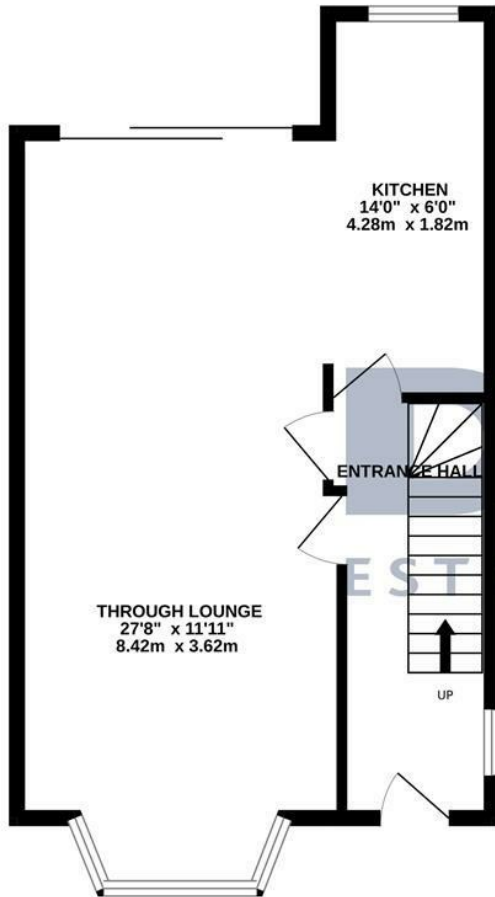 KITCHEN
14'0" x 6'0"
4.28m x 1.82m
ENTRANCE HALL
EST
THROUGH LOUNGE
27'8" x 11'11"
8.42m x 3.62m
UP